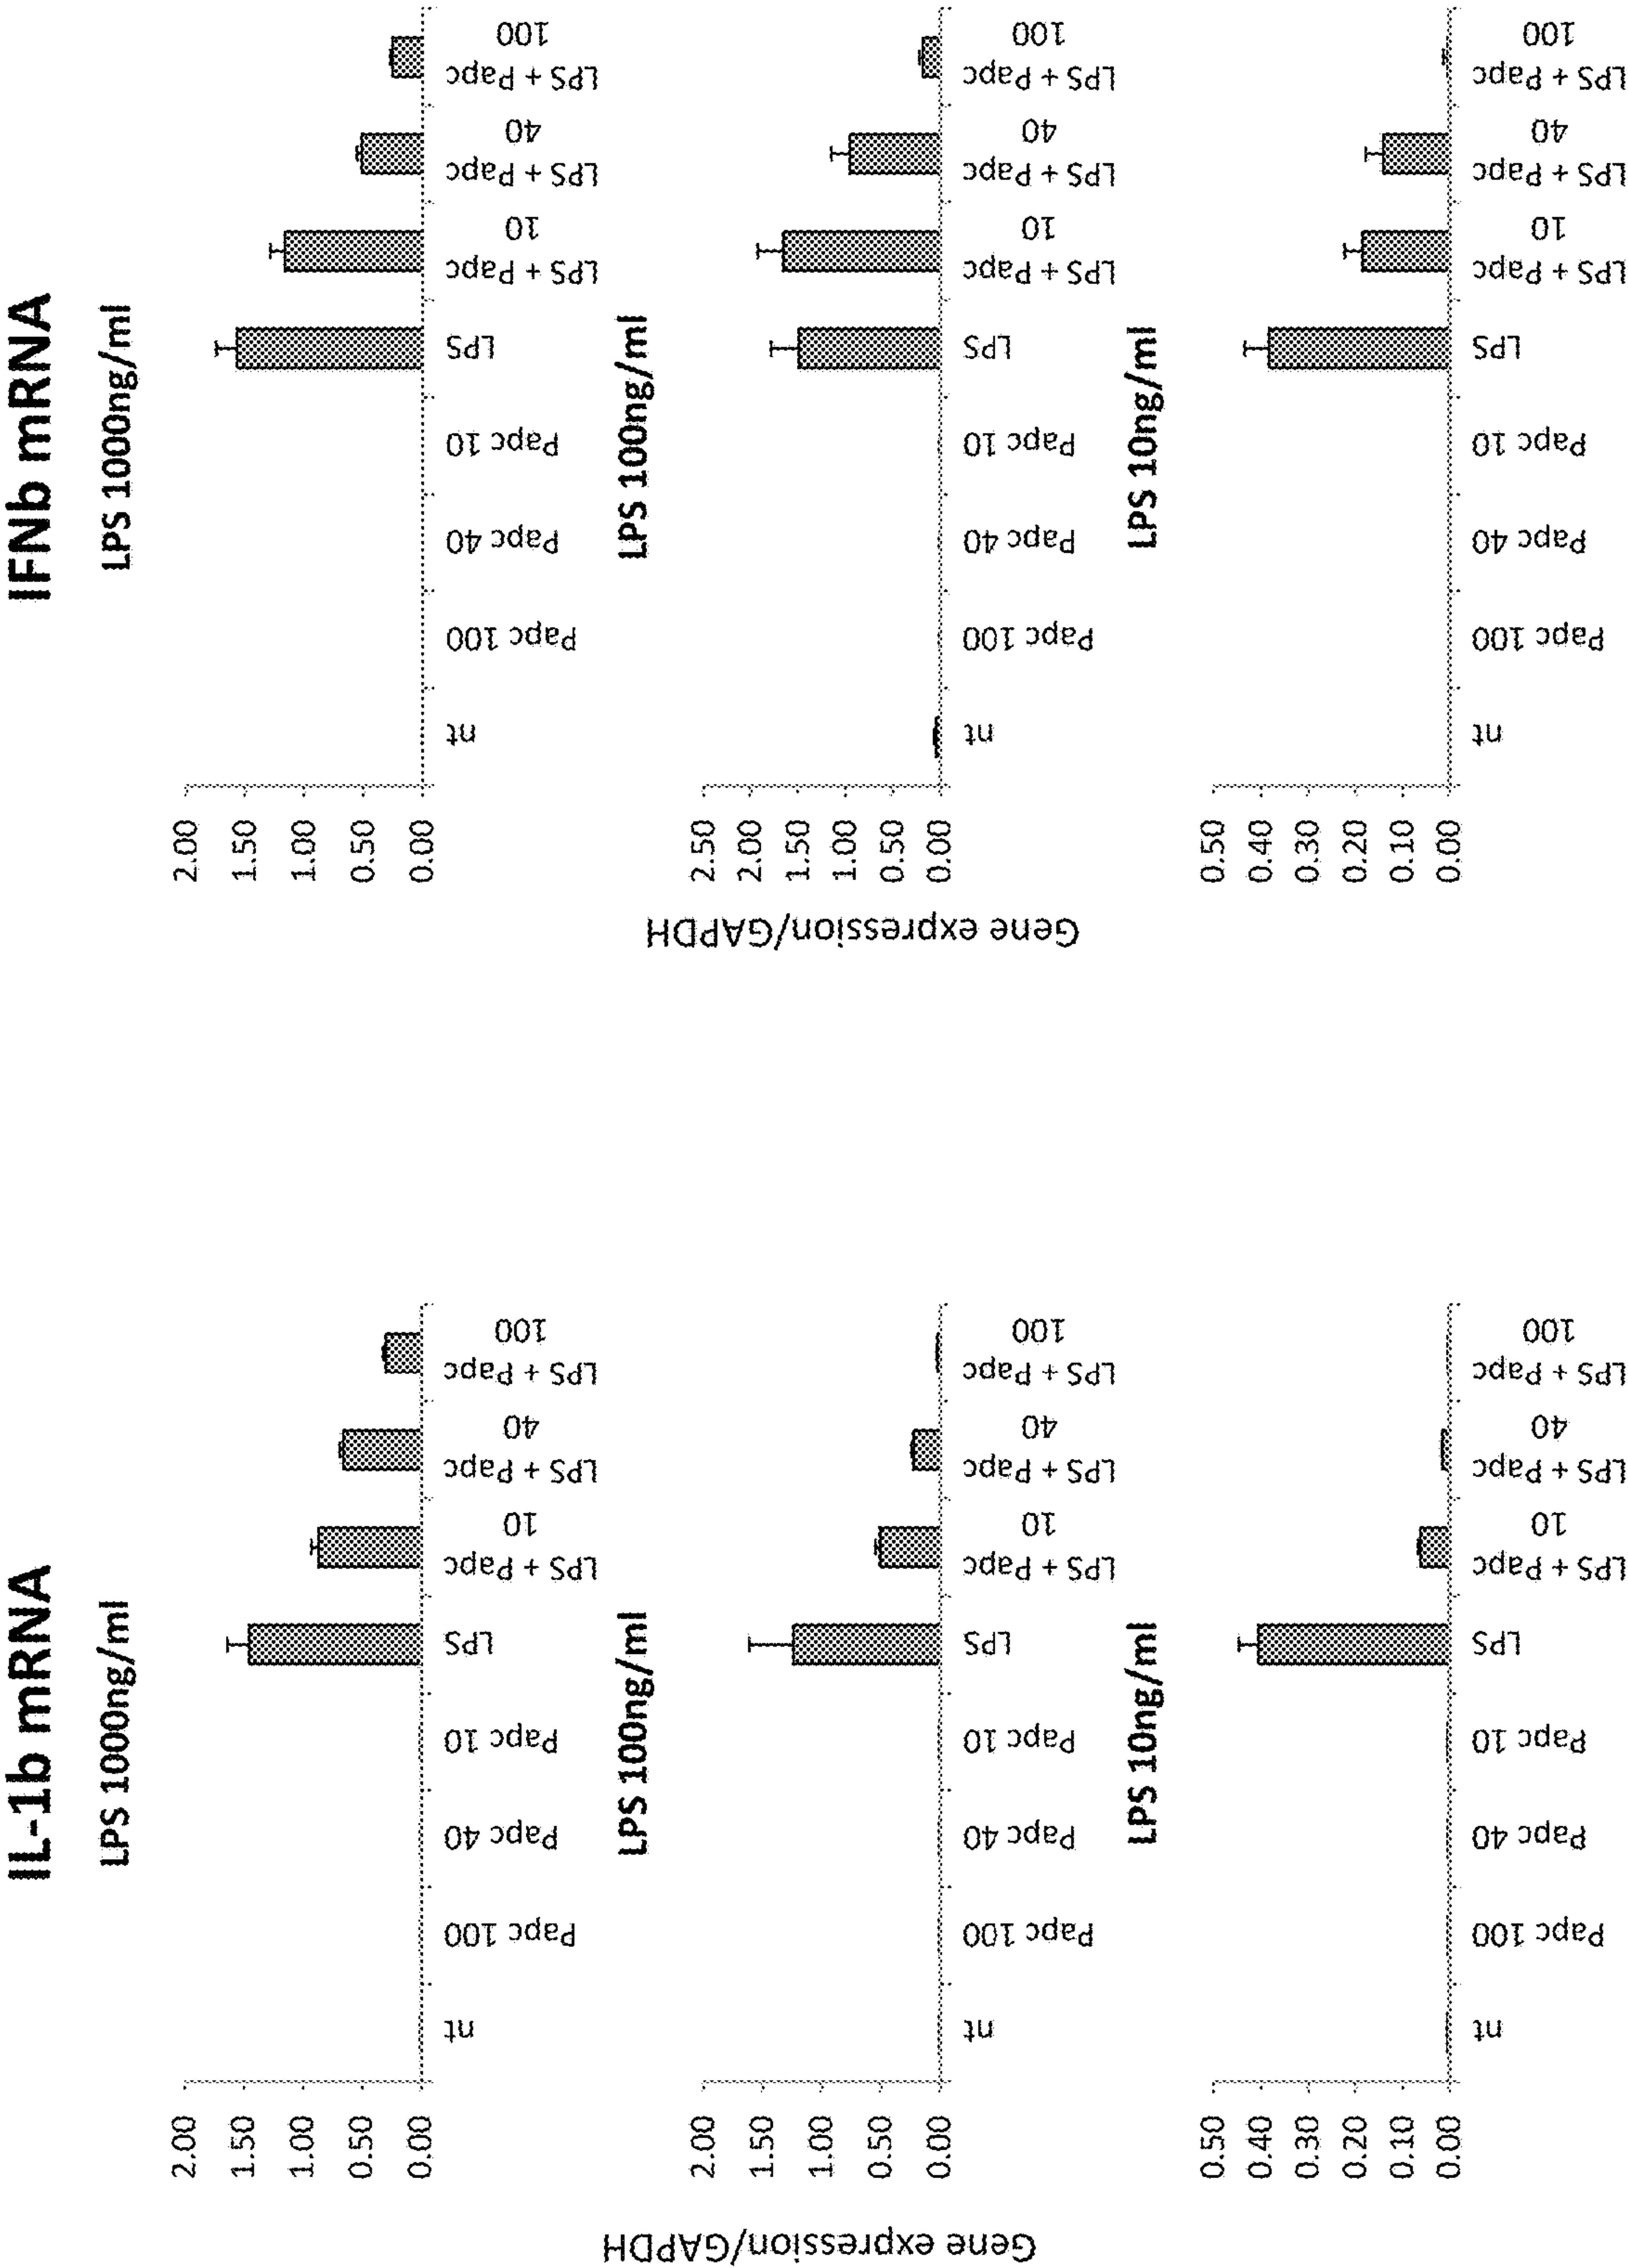 IL-1b mRNA
Gene expression/GAPDH
LPS 1000ng/ml
2.00
1.50
1.00
0.50
0.00
nt
Papc 100
Papc 40
Papc 10
LPS
LPS + Papc
10
LPS + Papc
40
LPS + Papc
100
LPS 100ng/ml
2.00
1.50
1.00
0.50
0.00
nt
Papc 100
Papc 40
Papc 10
LPS
LPS + Papc
10
LPS + Papc
40
LPS + Papc
100
LPS 10ng/ml
0.50
0.40
0.30
0.20
0.10
0.00
nt
Papc 100
Papc 40
Papc 10
LPS
LPS + Papc
10
LPS + Papc
40
LPS + Papc
100
IFNb mRNA
Gene expression/GAPDH
LPS 1000ng/ml
2.00
1.50
1.00
0.50
0.00
nt
Papc 100
Papc 40
Papc 10
LPS
LPS + Papc
10
LPS + Papc
40
LPS + Papc
100
LPS 100ng/ml
2.50
2.00
1.50
1.00
0.50
0.00
nt
Papc 100
Papc 40
Papc 10
LPS
LPS + Papc
10
LPS + Papc
40
LPS + Papc
100
LPS 10ng/ml
0.50
0.40
0.30
0.20
0.10
0.00
nt
Papc 100
Papc 40
Papc 10
LPS
LPS + Papc
10
LPS + Papc
40
LPS + Papc
100